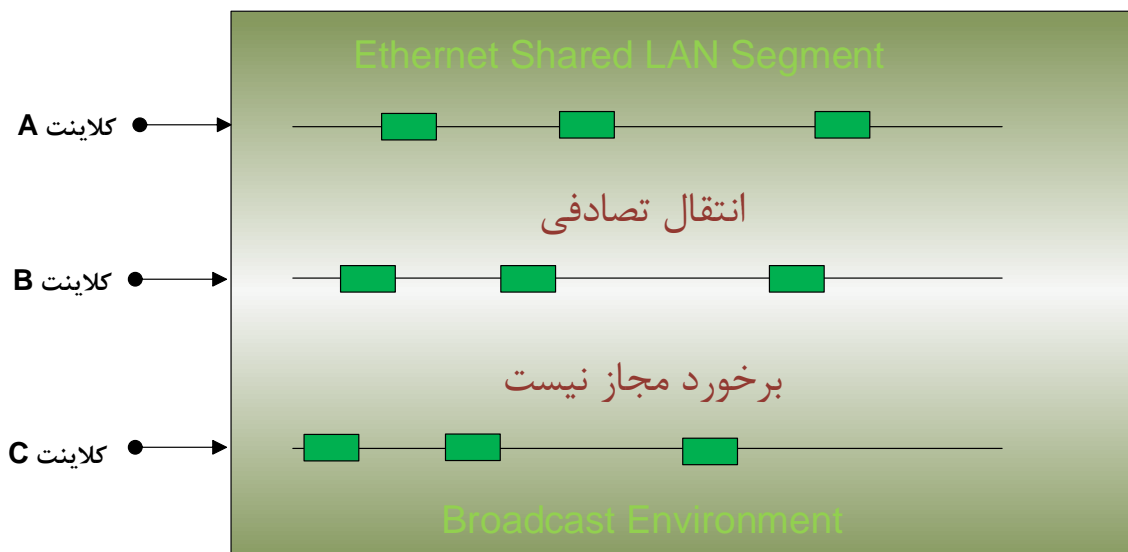 Ethernet Shared LAN Segment
کلاینت A
انتقال تصادفی
کلاینت B
برخورد مجاز نیست
کلاینت C
Broadcast Environment